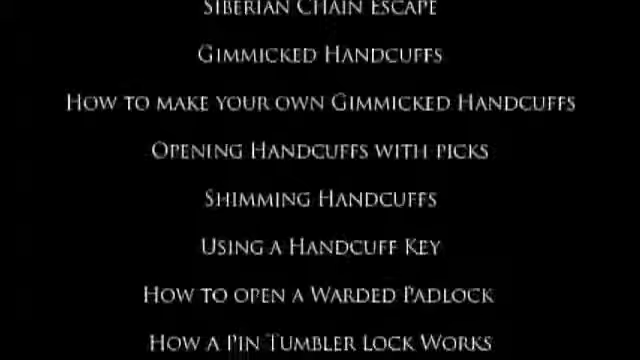 Siberian Chain Escape
Gimmicked Handcuffs
How to make your own Gimmicked Handcuffs
Opening Handcuffs with picks
Shimming Handcuffs
Using a Handcuff Key
How to open a Warded Padlock
How a Pin Tumbler Lock Works